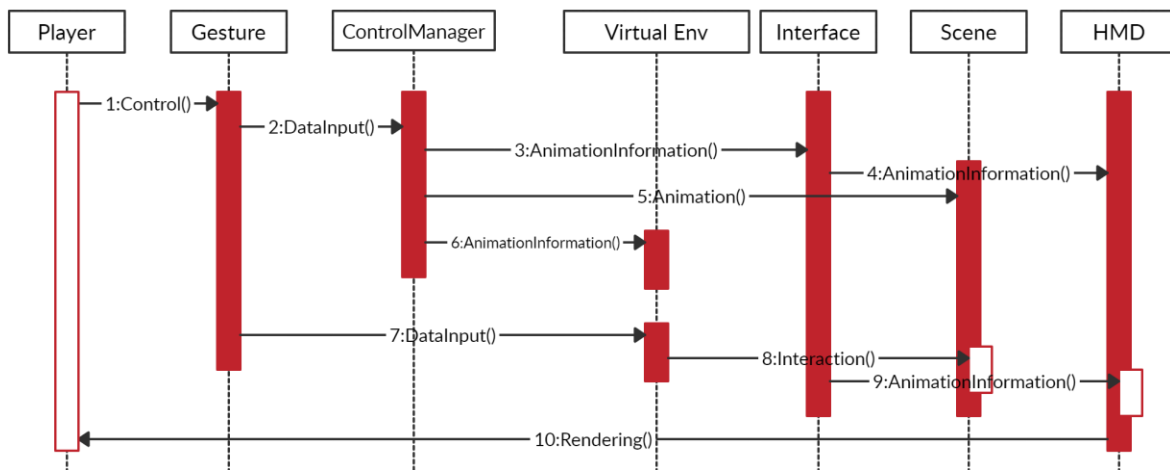 Player
Gesture
ControlManager
Virtual Env
Interface
Scene
HMD
1:Control()
2:DataInput()
3:AnimationInformation()
4:AnimationInformation()
5:Animation()
6:AnimationInformation()
7:DataInput()
8:Interaction()
9:AnimationInformation()
10:Rendering()